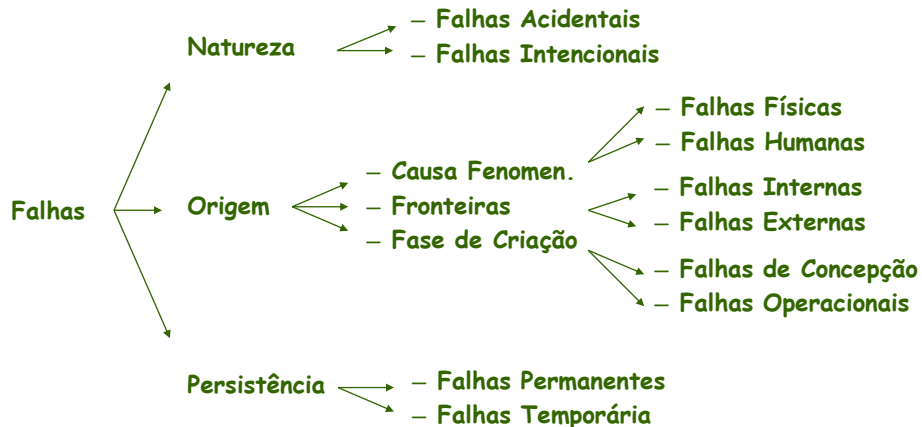 Natureza
– Falhas Acidentais
– Falhas Intencionais
Falhas
Origem
– Causa Fenomen.
– Fronteiras
– Fase de Criação
– Falhas Físicas
– Falhas Humanas
– Falhas Internas
– Falhas Externas
– Falhas de Concepção
– Falhas Operacionais
Persistência
– Falhas Permanentes
– Falhas Temporária